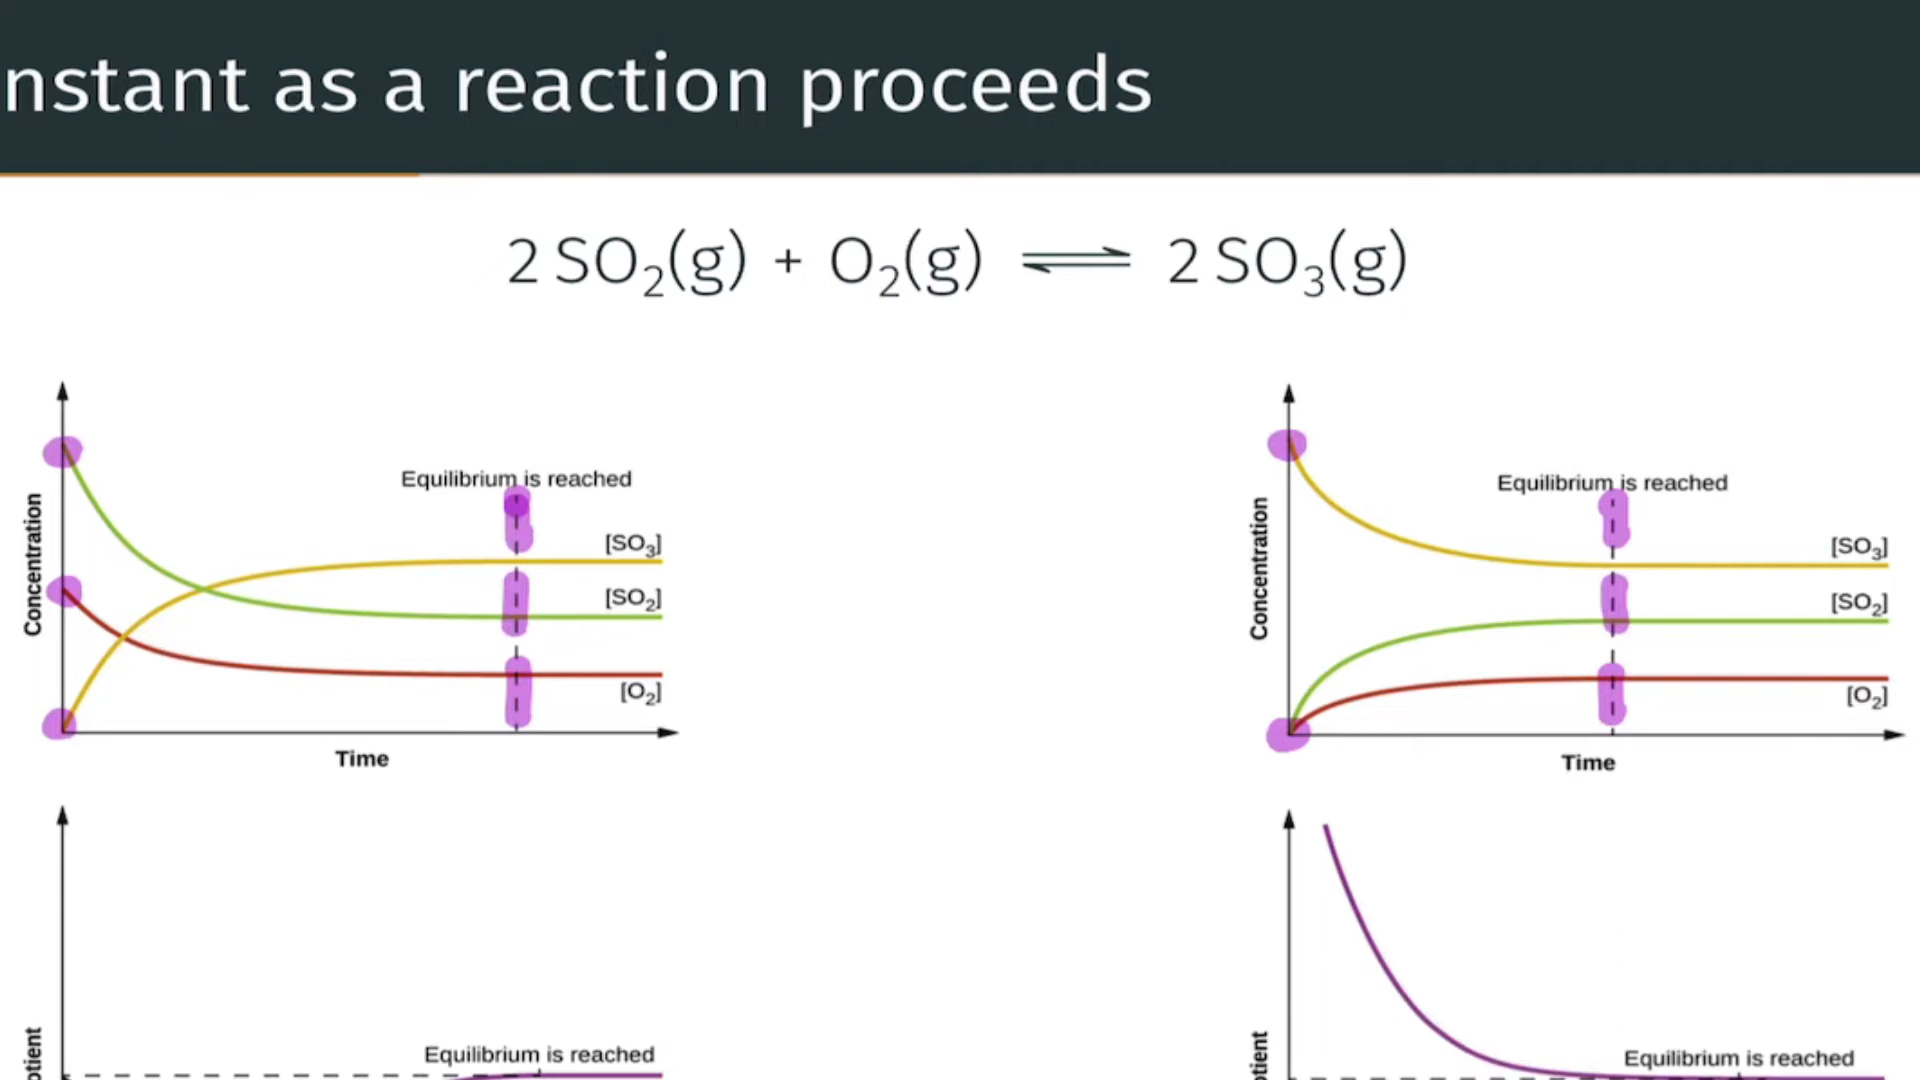 nstant as a reaction proceeds
2 SO₂(g) + O₂(g) ⇌ 2 SO₃(g)
Concentration
Equilibrium is reached
[SO₃]
[SO₂]
[O₂]
Time
Concentration
Equilibrium is reached
[SO₃]
[SO₂]
[O₂]
Time
otient
Equilibrium is reached
otient
Equilibrium is reached